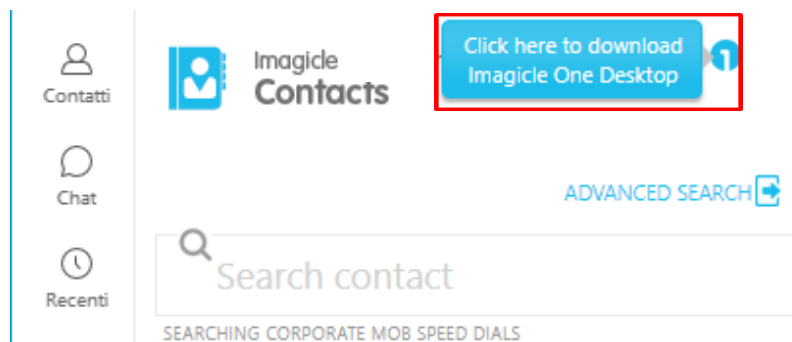 Contatti
Chat
Recenti
Imagicle
Contacts
Click here to download
Imagicle One Desktop
1
ADVANCED SEARCH
Search contact
SEARCHING CORPORATE MOB SPEED DIALS